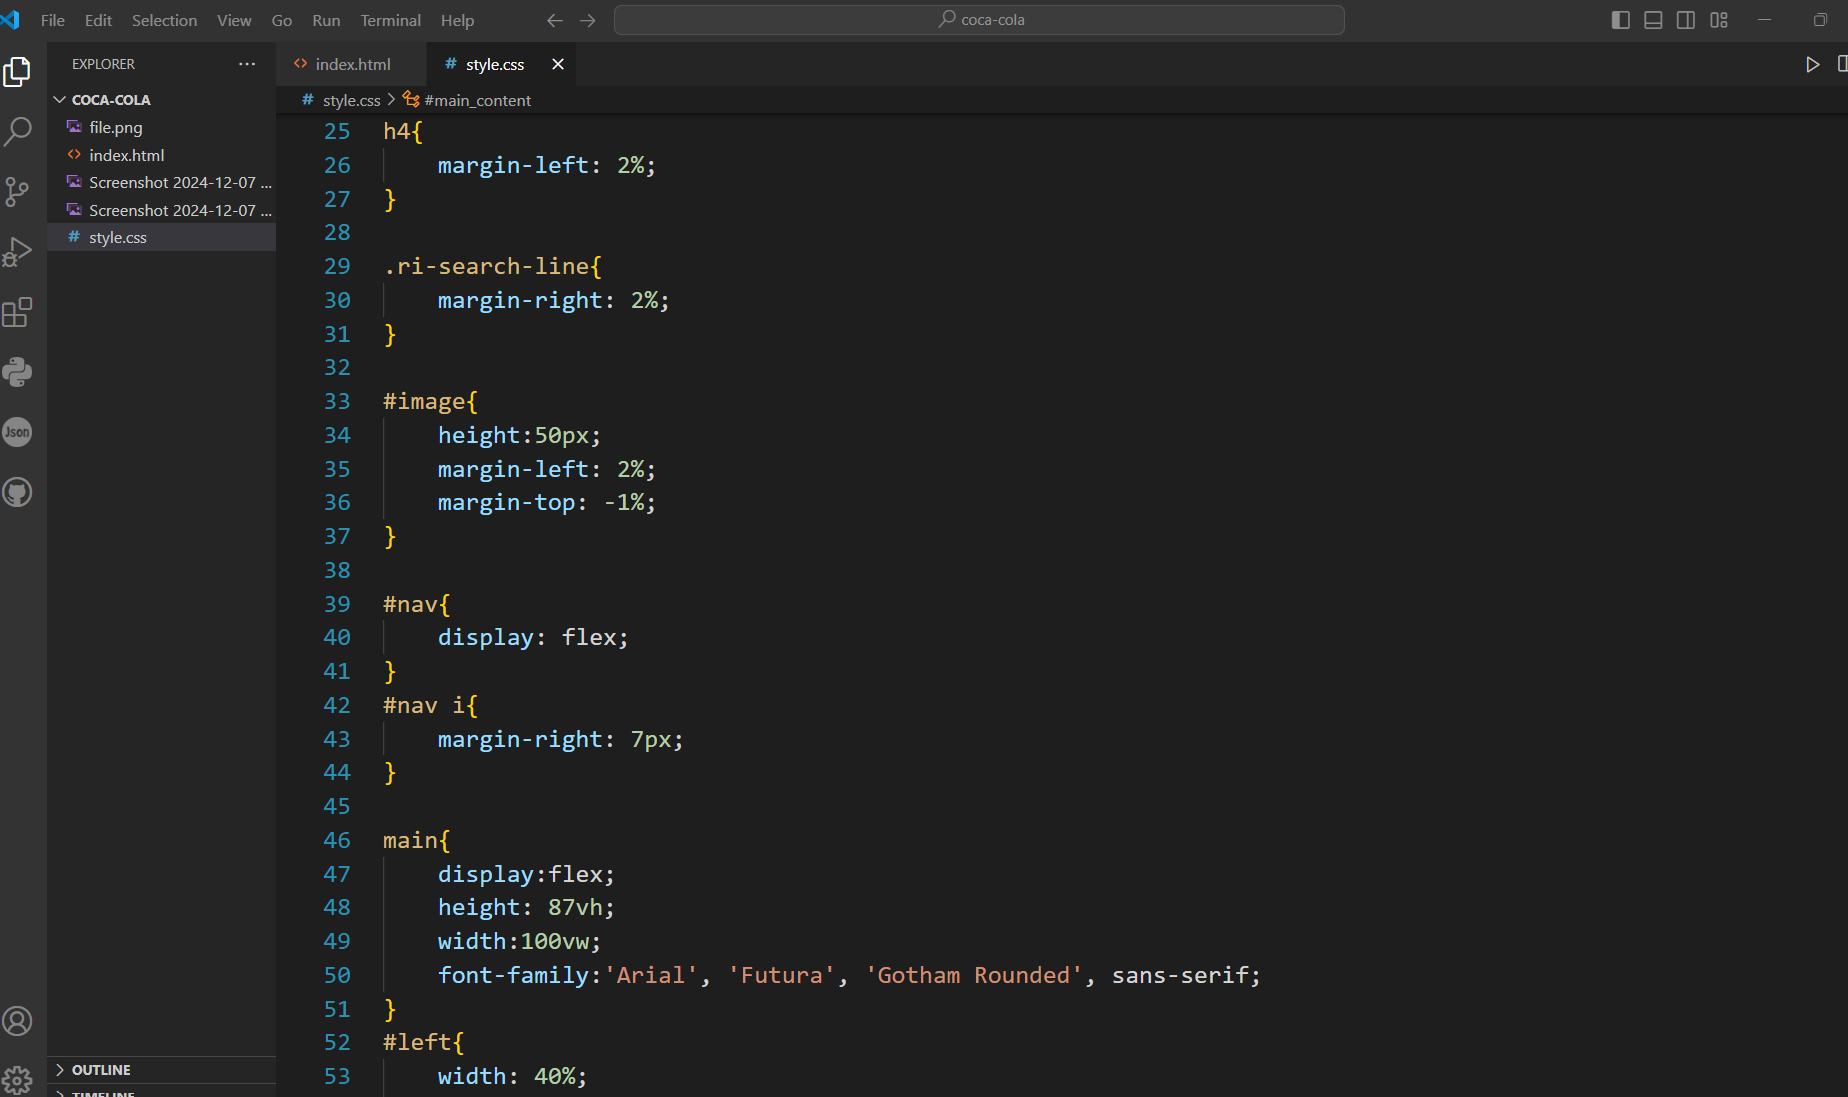 File Edit Selection View Go Run Terminal Help
coca-cola
EXPLORER
COCA-COLA
file.png
index.html
Screenshot 2024-12-07 ...
Screenshot 2024-12-07 ...
style.css
OUTLINE
TIMELINE
Json
index.html
style.css
style.css > #main_content
25 h4{
26 margin-left: 2%;
27 }
28
29 .ri-search-line{
30 margin-right: 2%;
31 }
32
33 #image{
34 height:50px;
35 margin-left: 2%;
36 margin-top: -1%;
37 }
38
39 #nav{
40 display: flex;
41 }
42 #nav i{
43 margin-right: 7px;
44 }
45
46 main{
47 display:flex;
48 height: 87vh;
49 width:100vw;
50 font-family:'Arial', 'Futura', 'Gotham Rounded', sans-serif;
51 }
52 #left{
53 width: 40%;